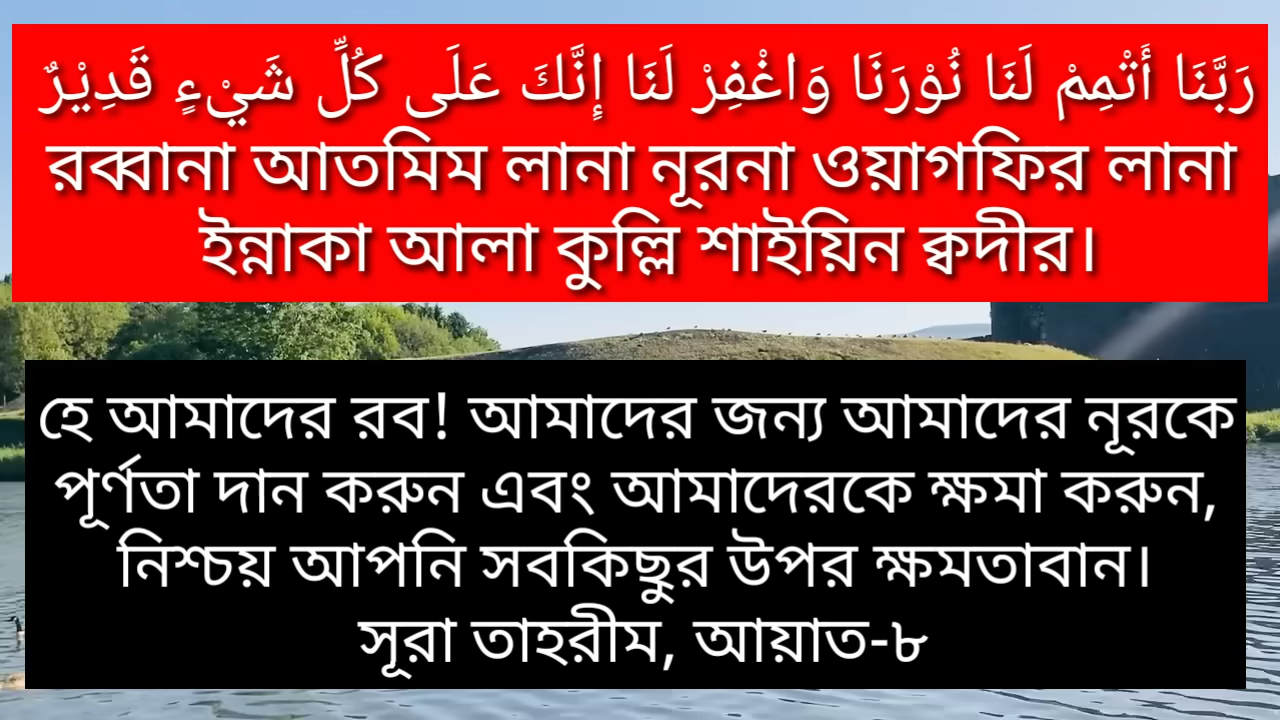 رَبَّنَا أَتْمِمْ لَنَا نُوْرَنَا وَاغْفِرْ لَنَا إِنَّكَ عَلَى كُلِّ شَيْءٍ قَدِيْرٌ
রব্বানা আতমিম লানা নূরনা ওয়াগফির লানা
ইন্নাকা আলা কুল্লি শাইয়িন ক্বদীর।
হে আমাদের রব! আমাদের জন্য আমাদের নূরকে
পূর্ণতা দান করুন এবং আমাদেরকে ক্ষমা করুন,
নিশ্চয় আপনি সবকিছুর উপর ক্ষমতাবান।
সূরা তাহরীম, আয়াত-৮